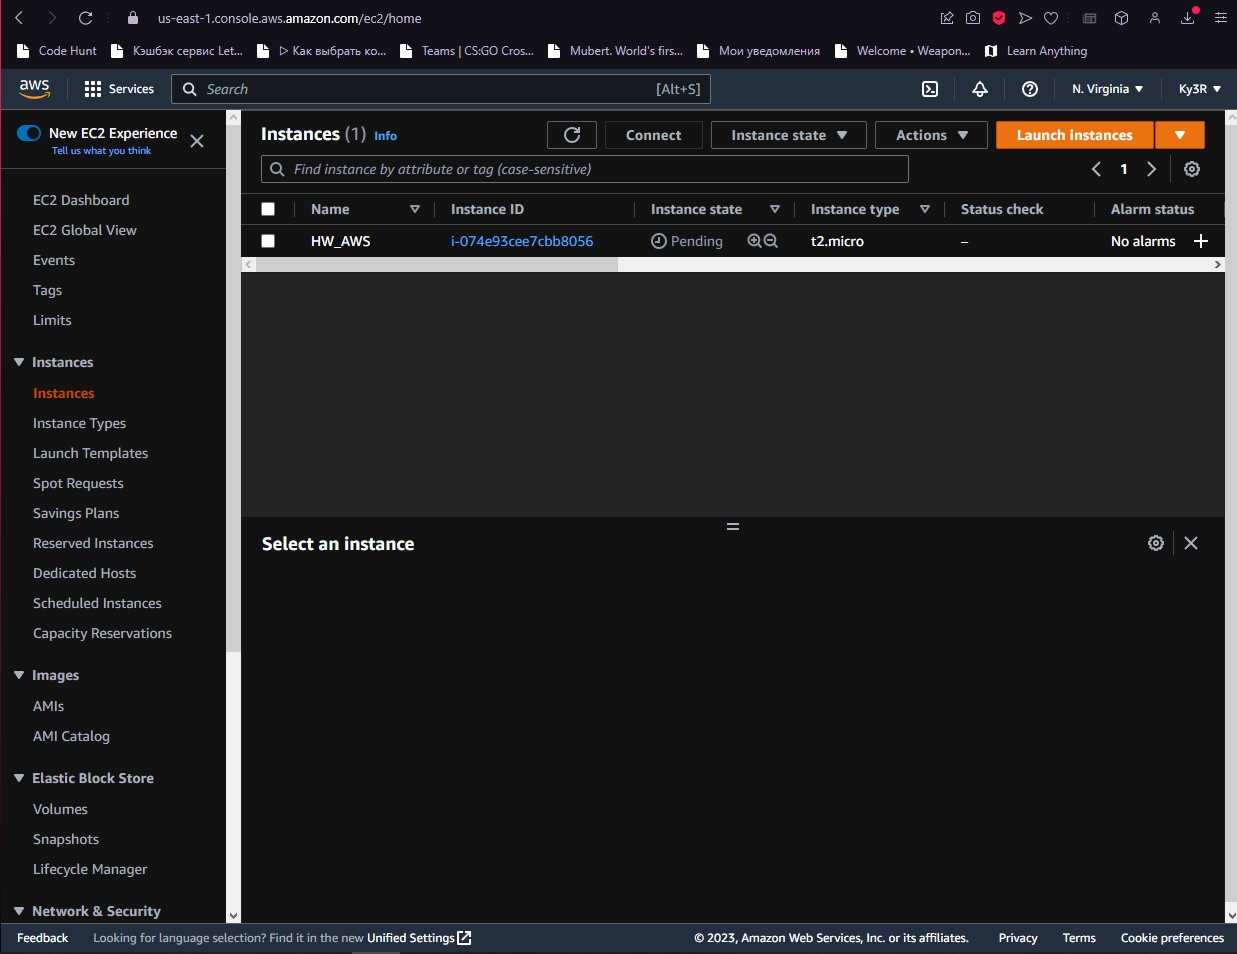 us-east-1.console.aws.amazon.com/ec2/home
Code Hunt Кэшбэк сервис Let... ᐅ Как выбрать ко... Teams | CS:GO Cros... Mubert. World's firs... Мои уведомления Welcome • Weapon... Learn Anything
aws Services Search [Alt+S] N. Virginia Ky3R
New EC2 Experience
Tell us what you think
EC2 Dashboard
EC2 Global View
Events
Tags
Limits
Instances
Instances
Instance Types
Launch Templates
Spot Requests
Savings Plans
Reserved Instances
Dedicated Hosts
Scheduled Instances
Capacity Reservations
Images
AMIs
AMI Catalog
Elastic Block Store
Volumes
Snapshots
Lifecycle Manager
Network & Security
Instances (1) Info Connect Instance state Actions Launch instances
Find instance by attribute or tag (case-sensitive) 1
Name Instance ID Instance state Instance type Status check Alarm status
HW_AWS i-074e93cee7cbb8056 Pending t2.micro – No alarms
Select an instance
Feedback Looking for language selection? Find it in the new Unified Settings © 2023, Amazon Web Services, Inc. or its affiliates. Privacy Terms Cookie preferences